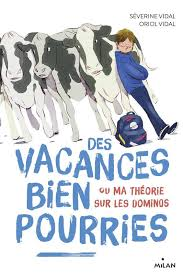 SÉVERINE VIDAL
ORIOL VIDAL
DES
VACANCES
BIEN OU MA THÉORIE
SUR LES DOMINOS
POURRIES
MILAN